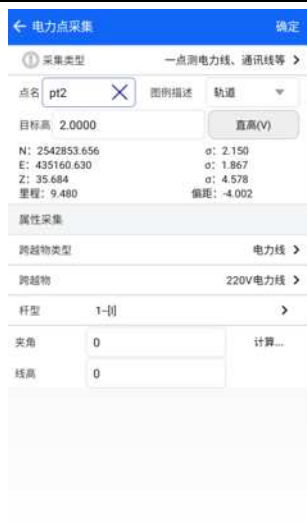 ← 电力点采集 确定
① 采集类型 一点测电力线、通讯线等 >
点名 pt2 图例描述 轨道
目标高 2.0000 直高(V)
N: 2542853.656 σ: 2.150
E: 435160.630 σ: 1.867
Z: 35.684 σ: 4.578
里程: 9.480 偏距: -4.002
属性采集
跨越物类型 电力线 >
跨越物 220V电力线 >
杆型 1--[I] >
夹角 0 计算...
线高 0